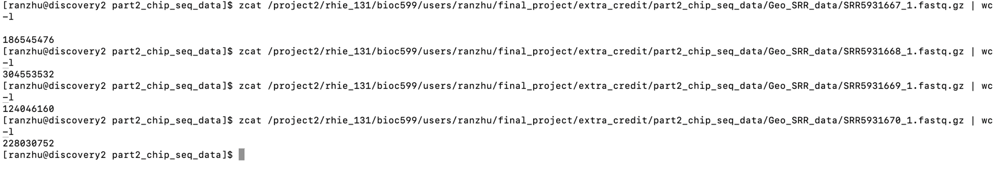 [ranzhu@discovery2 part2_chip_seq_data]$ zcat /project2/rhie_131/bioc599/users/ranzhu/final_project/extra_credit/part2_chip_seq_data/Geo_SRR_data/SRR5931667_1.fastq.gz | wc
-l
186545476
[ranzhu@discovery2 part2_chip_seq_data]$ zcat /project2/rhie_131/bioc599/users/ranzhu/final_project/extra_credit/part2_chip_seq_data/Geo_SRR_data/SRR5931668_1.fastq.gz | wc
-l
304553532
[ranzhu@discovery2 part2_chip_seq_data]$ zcat /project2/rhie_131/bioc599/users/ranzhu/final_project/extra_credit/part2_chip_seq_data/Geo_SRR_data/SRR5931669_1.fastq.gz | wc
-l
124046160
[ranzhu@discovery2 part2_chip_seq_data]$ zcat /project2/rhie_131/bioc599/users/ranzhu/final_project/extra_credit/part2_chip_seq_data/Geo_SRR_data/SRR5931670_1.fastq.gz | wc
-l
228030752
[ranzhu@discovery2 part2_chip_seq_data]$